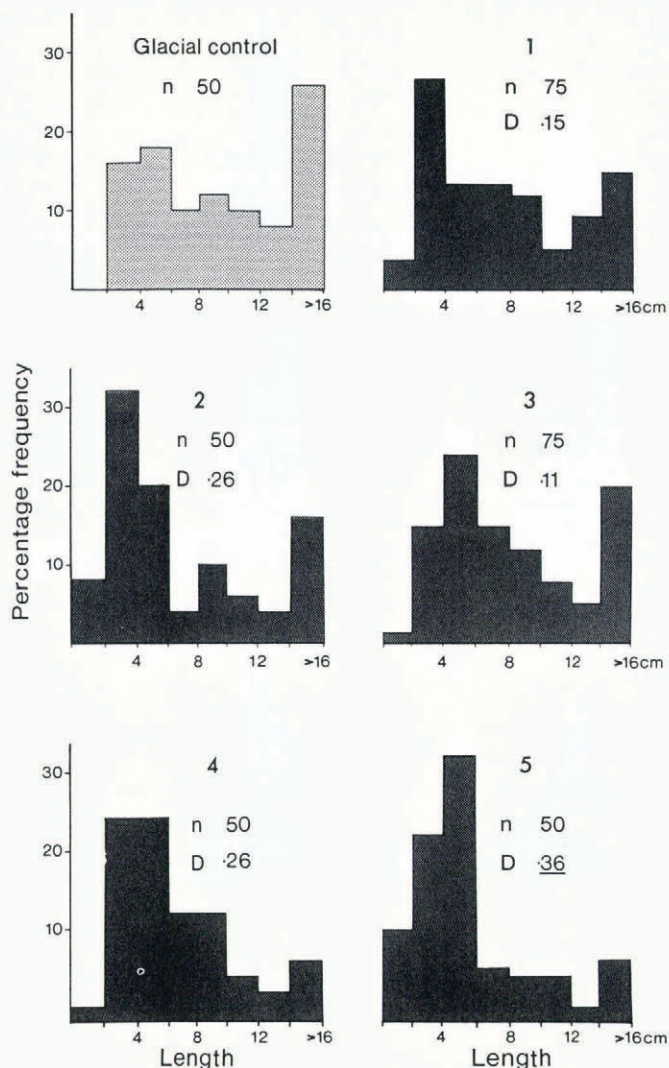 Glacial control
n 50
30
20
10
4 8 12 >16
1
n 75
D ·15
4 8 12 >16cm
Percentage frequency
2
n 50
D ·26
30
20
10
4 8 12 >16
3
n 75
D ·11
4 8 12 >16cm
4
n 50
D ·26
30
20
10
4 8 12 >16
Length
5
n 50
D ·36
4 8 12 >16cm
Length